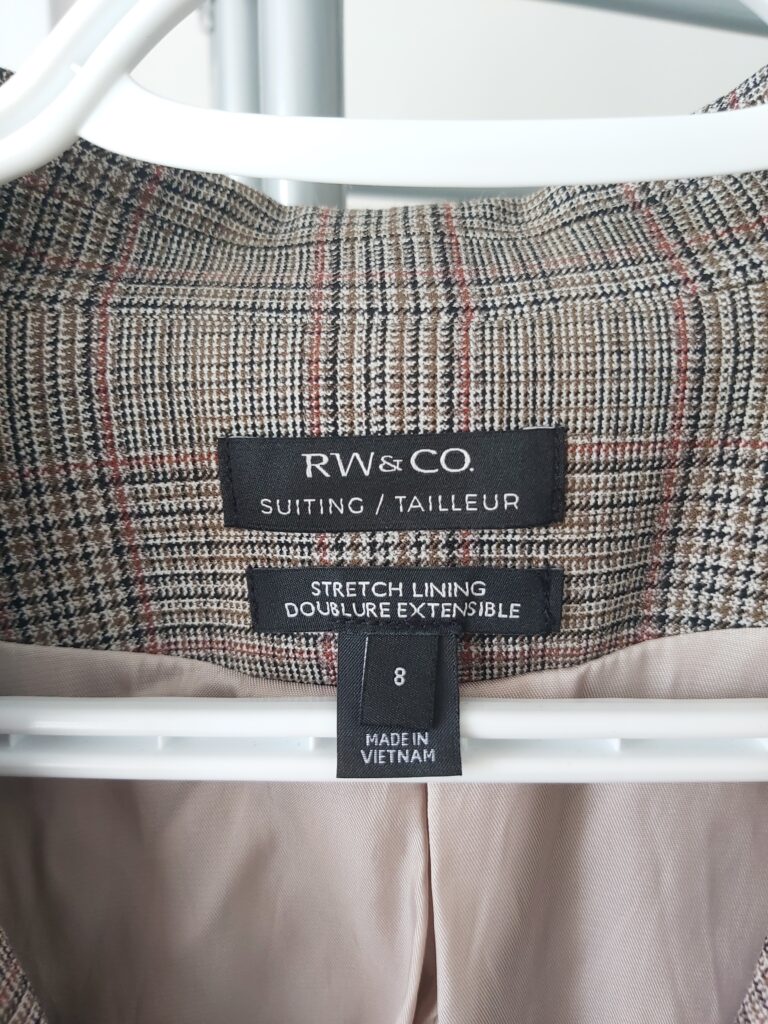 RW&CO.
SUITING / TAILLEUR
STRETCH LINING
DOUBLURE EXTENSIBLE
8
MADE IN
VIETNAM